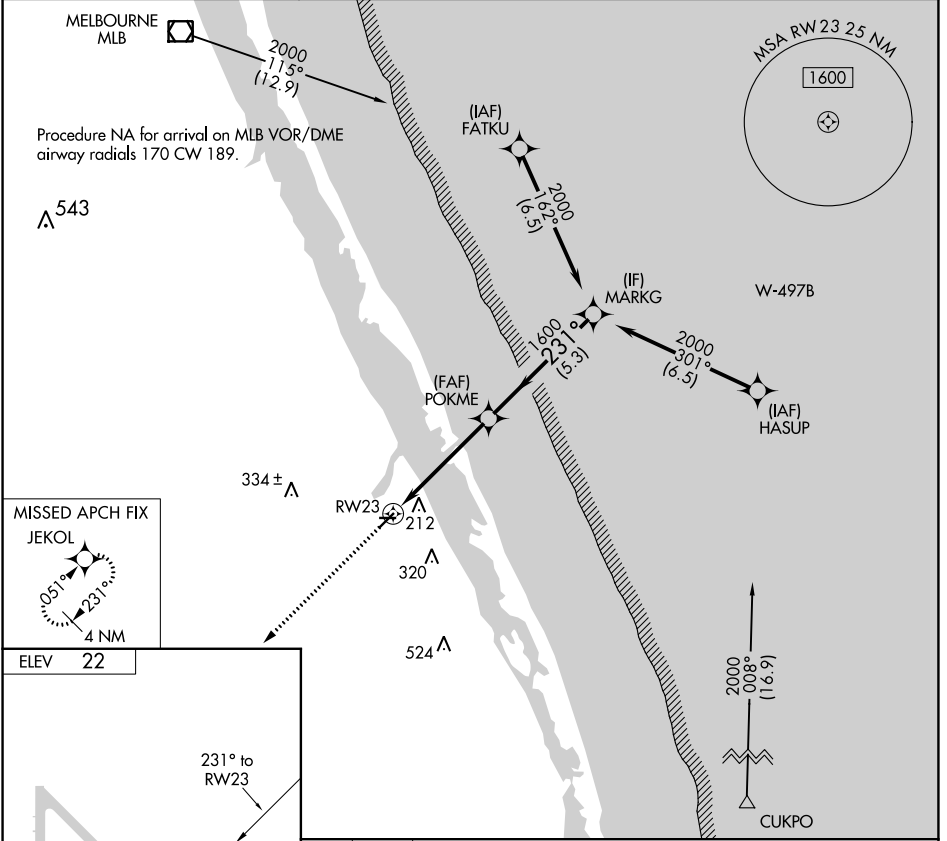 MELBOURNE
MLB
2000
115°
(12.9)
MSA RW23 25 NM
1600
(IAF)
FATKU
Procedure NA for arrival on MLB VOR/DME
airway radials 170 CW 189.
2000
162°
(6.5)
543
(IF)
MARKG
W-497B
1600
231°
(5.3)
2000
301°
(6.5)
(FAF)
POKME
(IAF)
HASUP
334 ±
RW23
212
MISSED APCH FIX
JEKOL
051°
231°
4 NM
320
524
ELEV 22
2000
008°
(16.9)
231° to
RW23
CUKPO